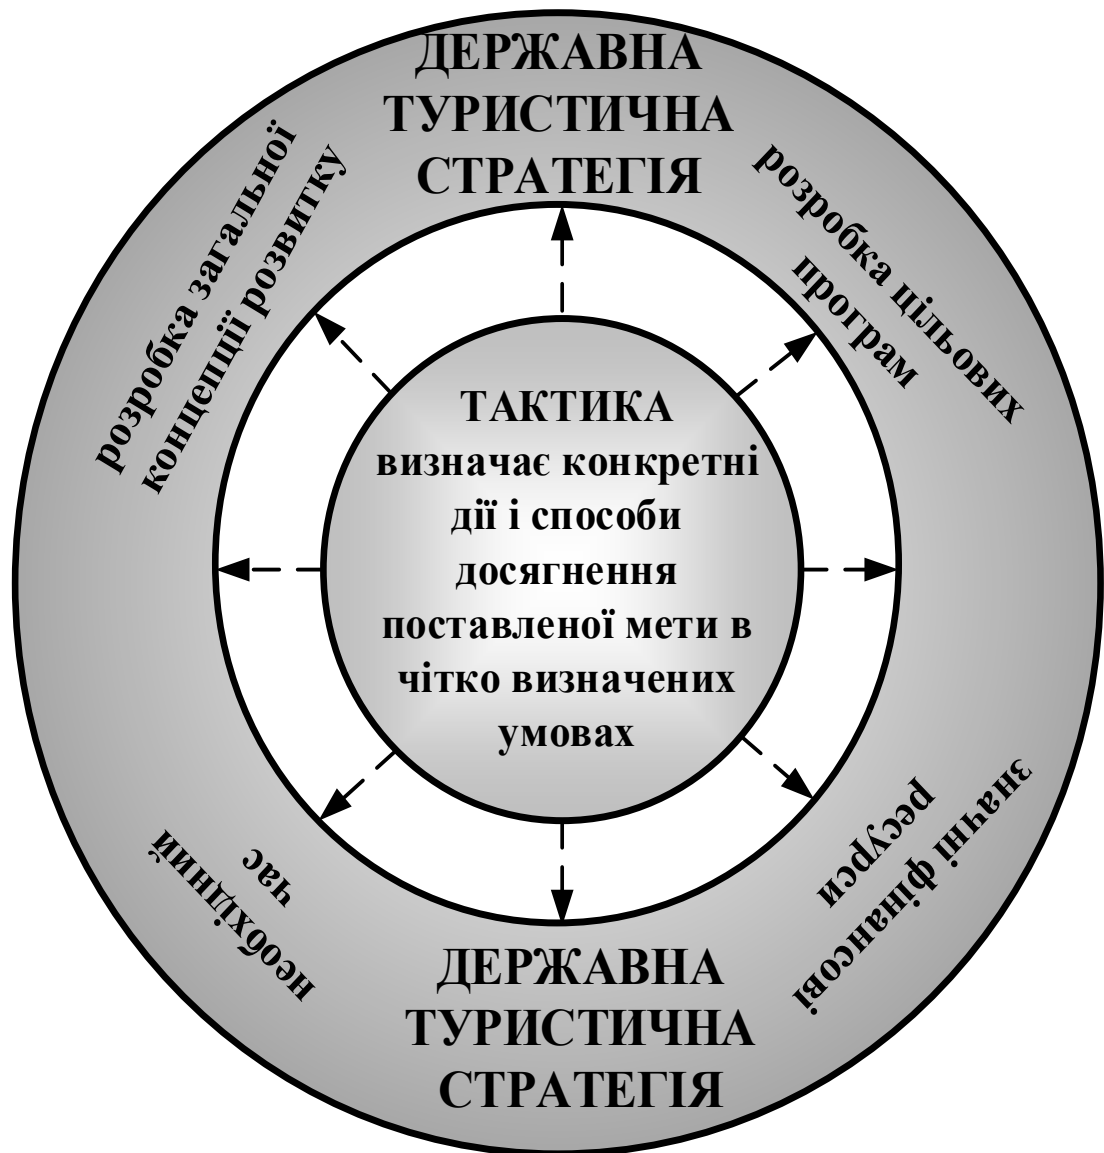 ДЕРЖАВНА
ТУРИСТИЧНА
СТРАТЕГІЯ
розробка загальної
концепції розвитку
розробка цільових
програм
ТАКТИКА
визначає конкретні
дії і способи
досягнення
поставленої мети в
чітко визначених
умовах
необхідний
час
значні фінансові
ресурси
ДЕРЖАВНА
ТУРИСТИЧНА
СТРАТЕГІЯ